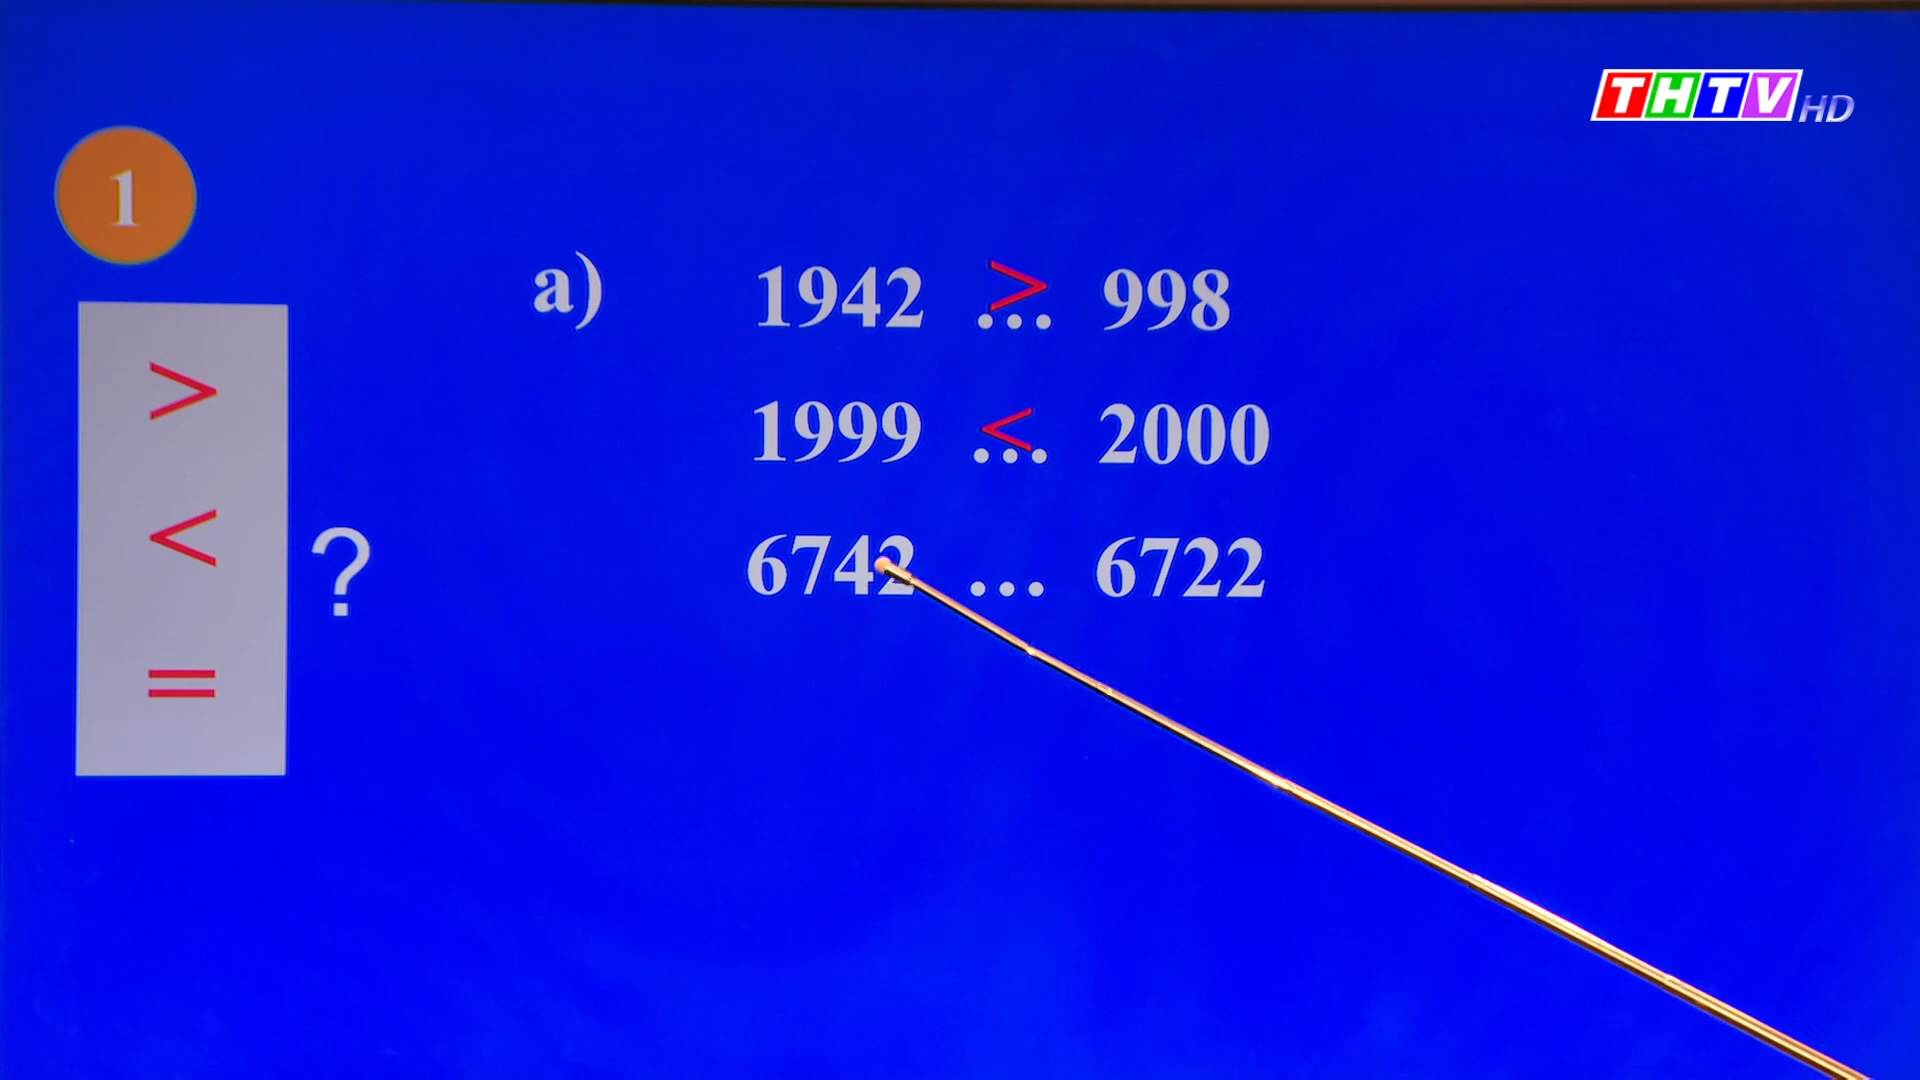 THTV HD
1
a) 1942 > ... 998
> 
1999 < ... 2000
<
? 6742 ... 6722
=